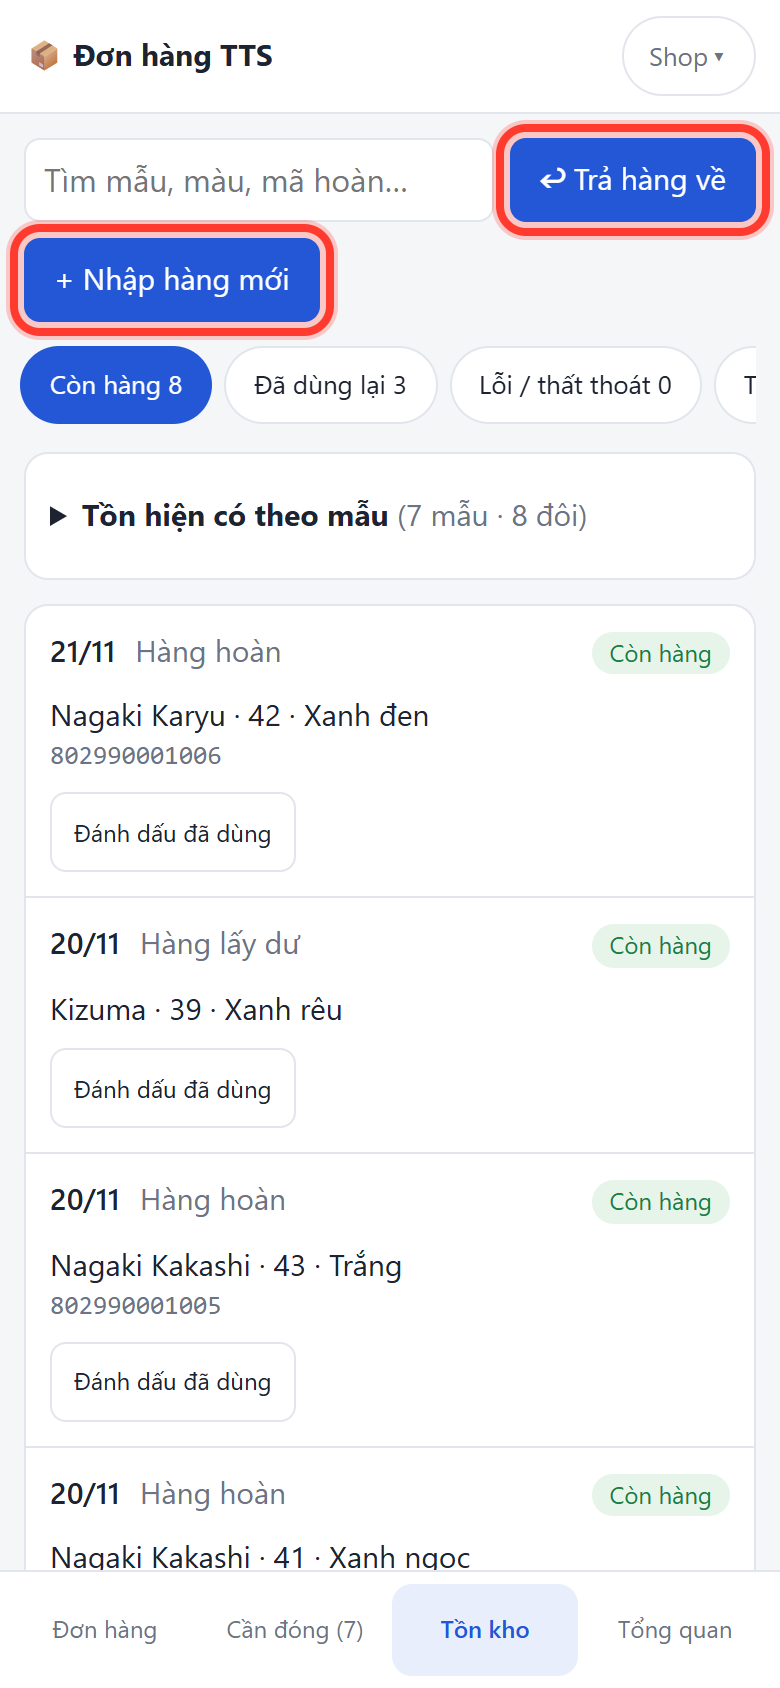 Đơn hàng TTS
Shop ▾
Tìm mẫu, màu, mã hoàn...
↩ Trả hàng về
+ Nhập hàng mới
Còn hàng 8
Đã dùng lại 3
Lỗi / thất thoát 0
T
▶ Tồn hiện có theo mẫu (7 mẫu · 8 đôi)
21/11 Hàng hoàn
Còn hàng
Nagaki Karyu · 42 · Xanh đen
802990001006
Đánh dấu đã dùng
20/11 Hàng lấy dư
Còn hàng
Kizuma · 39 · Xanh rêu
Đánh dấu đã dùng
20/11 Hàng hoàn
Còn hàng
Nagaki Kakashi · 43 · Trắng
802990001005
Đánh dấu đã dùng
20/11 Hàng hoàn
Còn hàng
Nagaki Kakashi · 41 · Xanh ngọc
Đơn hàng
Cần đóng (7)
Tồn kho
Tổng quan